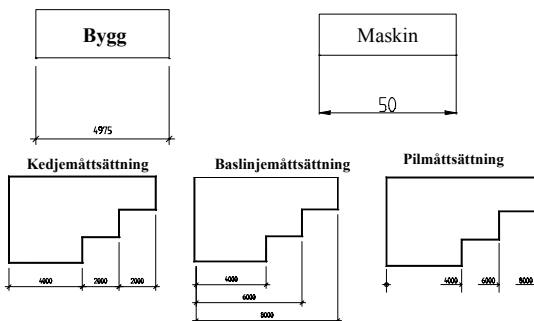 Bygg
Maskin
4975
50
Kedjemåttsättning
Baslinjemåttsättning
Pilmåttsättning
4000 2000 2000
4000
6000
8000
4000 6000 8000